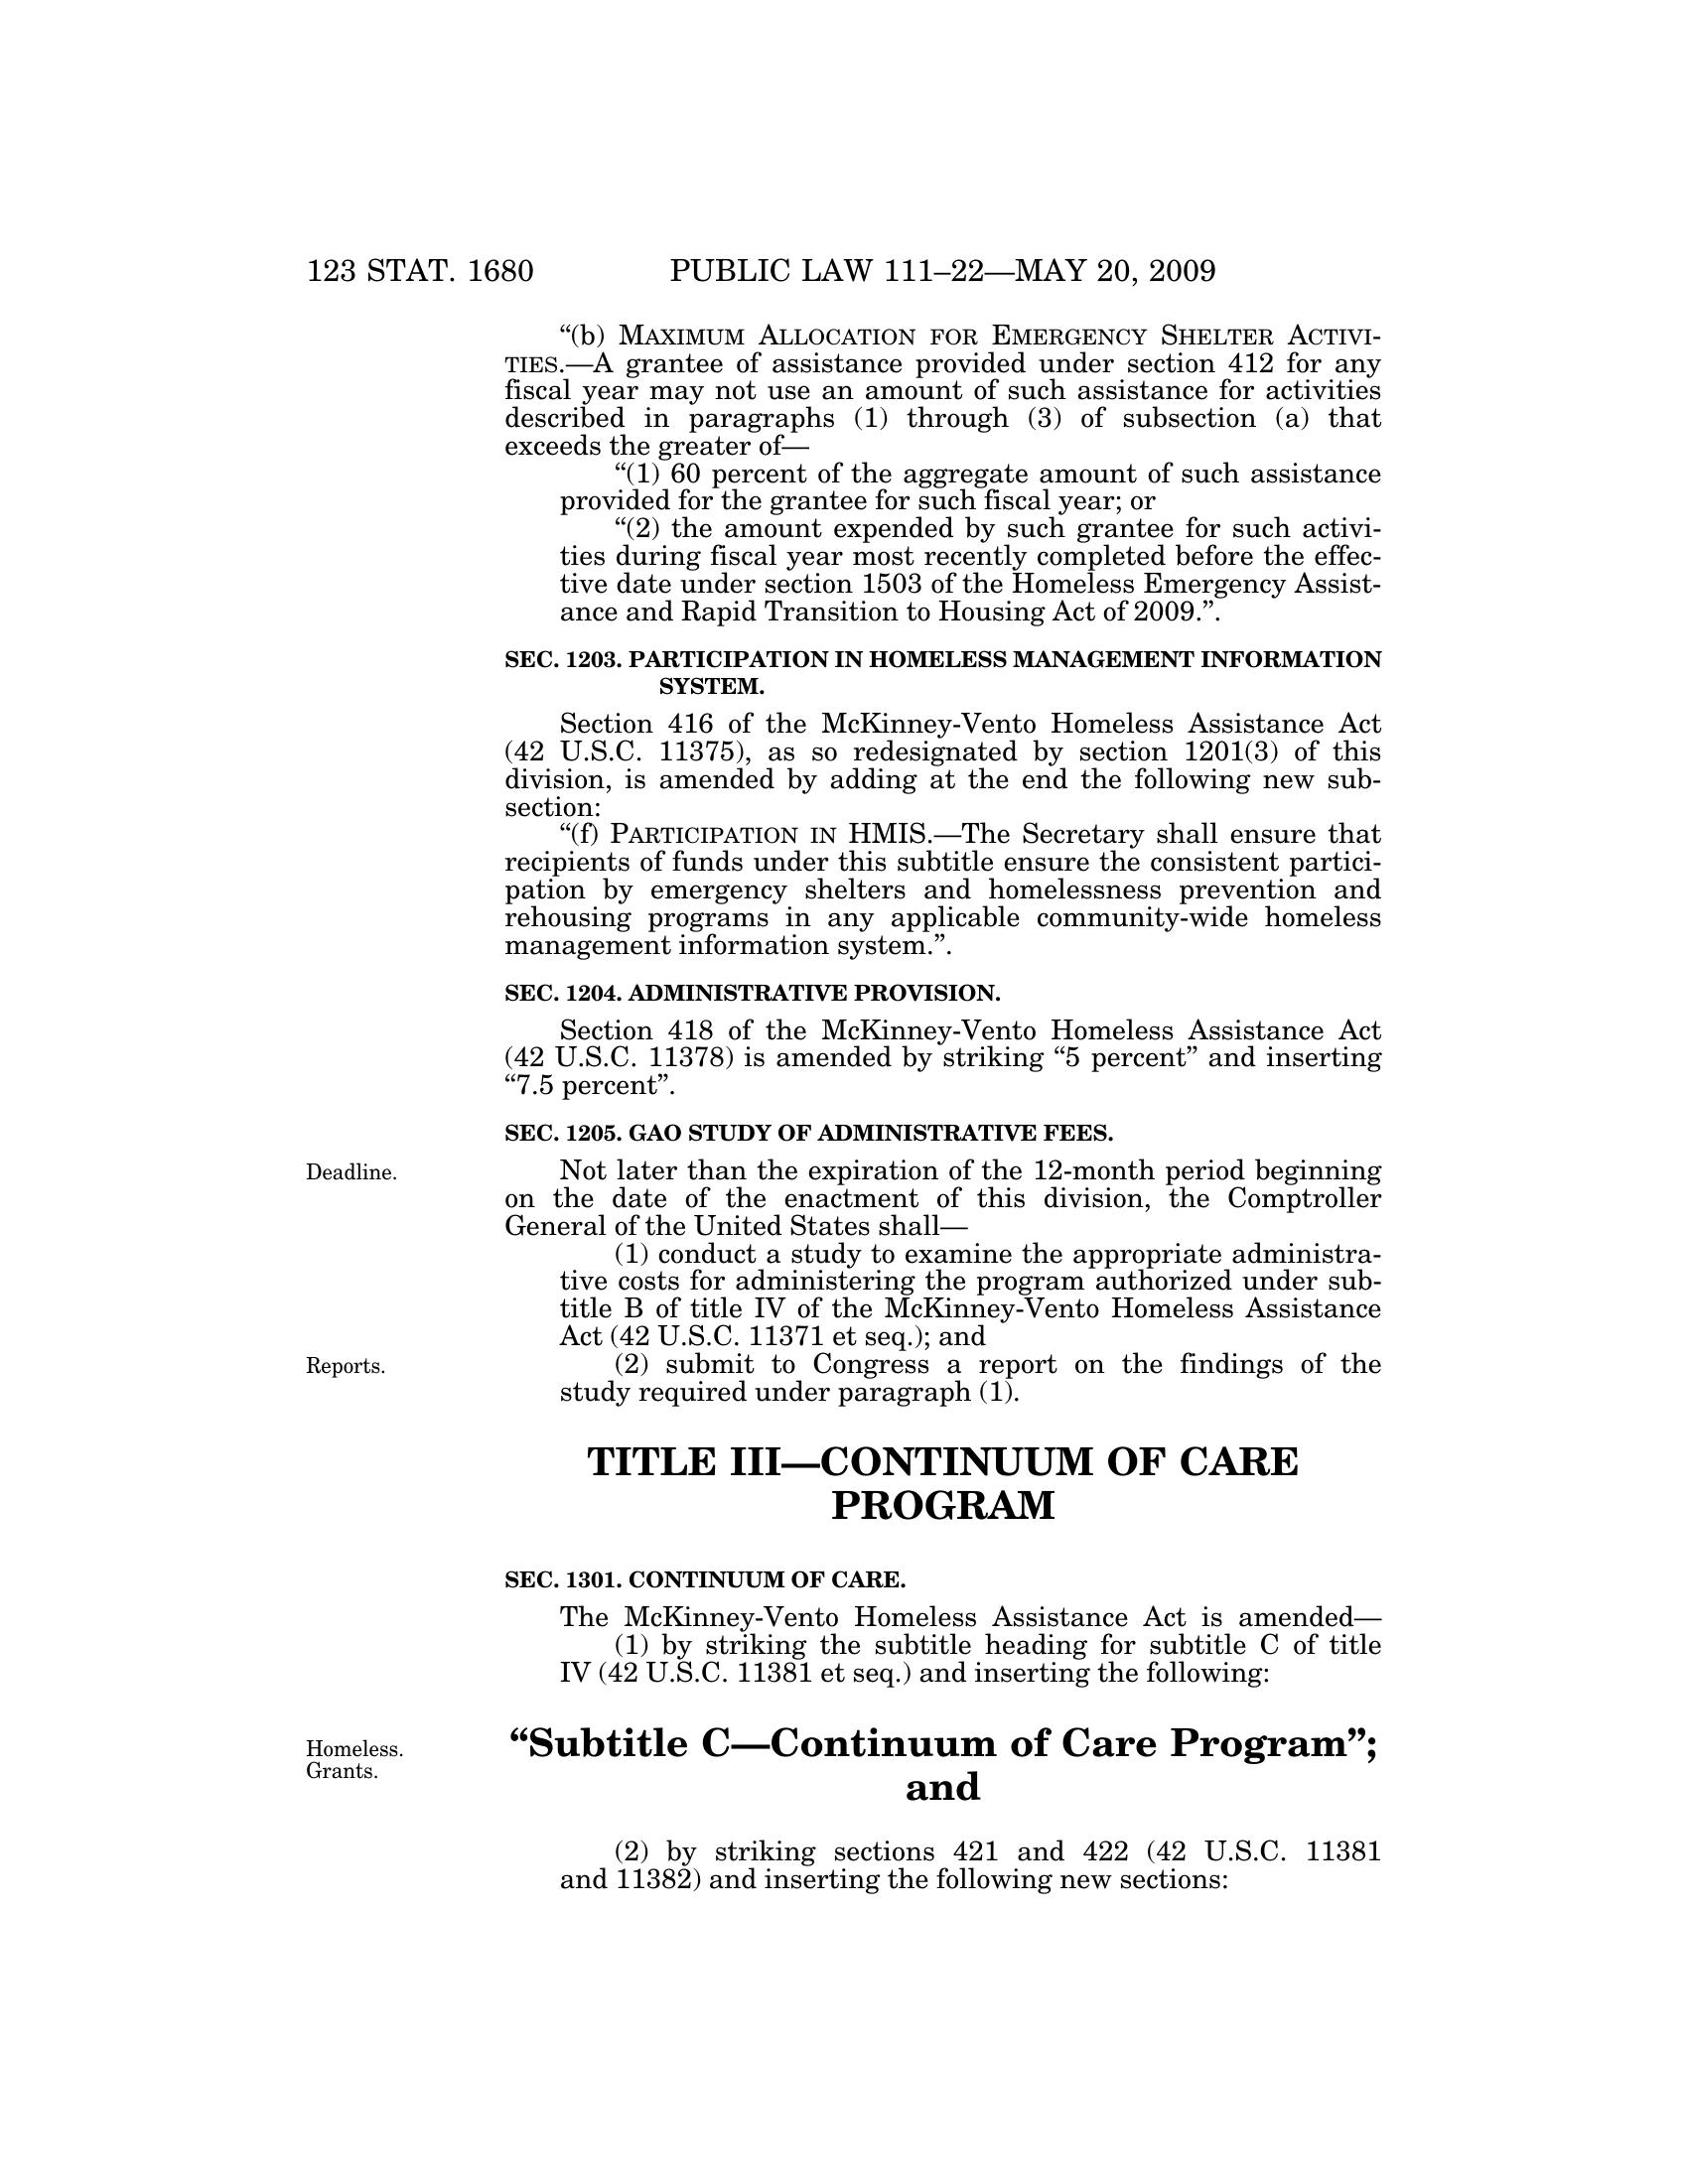 123 STAT. 1680 PUBLIC LAW 111–22—MAY 20, 2009
“(b) MAXIMUM ALLOCATION FOR EMERGENCY SHELTER ACTIVI-
TIES.—A grantee of assistance provided under section 412 for any
fiscal year may not use an amount of such assistance for activities
described in paragraphs (1) through (3) of subsection (a) that
exceeds the greater of—
“(1) 60 percent of the aggregate amount of such assistance
provided for the grantee for such fiscal year; or
“(2) the amount expended by such grantee for such activi-
ties during fiscal year most recently completed before the effec-
tive date under section 1503 of the Homeless Emergency Assist-
ance and Rapid Transition to Housing Act of 2009.”.
SEC. 1203. PARTICIPATION IN HOMELESS MANAGEMENT INFORMATION
SYSTEM.
Section 416 of the McKinney-Vento Homeless Assistance Act
(42 U.S.C. 11375), as so redesignated by section 1201(3) of this
division, is amended by adding at the end the following new sub-
section:
“(f) PARTICIPATION IN HMIS.—The Secretary shall ensure that
recipients of funds under this subtitle ensure the consistent partici-
pation by emergency shelters and homelessness prevention and
rehousing programs in any applicable community-wide homeless
management information system.”.
SEC. 1204. ADMINISTRATIVE PROVISION.
Section 418 of the McKinney-Vento Homeless Assistance Act
(42 U.S.C. 11378) is amended by striking “5 percent” and inserting
“7.5 percent”.
SEC. 1205. GAO STUDY OF ADMINISTRATIVE FEES.
Deadline.
Not later than the expiration of the 12-month period beginning
on the date of the enactment of this division, the Comptroller
General of the United States shall—
(1) conduct a study to examine the appropriate administra-
tive costs for administering the program authorized under sub-
title B of title IV of the McKinney-Vento Homeless Assistance
Act (42 U.S.C. 11371 et seq.); and
Reports.
(2) submit to Congress a report on the findings of the
study required under paragraph (1).
TITLE III—CONTINUUM OF CARE
PROGRAM
SEC. 1301. CONTINUUM OF CARE.
The McKinney-Vento Homeless Assistance Act is amended—
(1) by striking the subtitle heading for subtitle C of title
IV (42 U.S.C. 11381 et seq.) and inserting the following:
Homeless.
Grants.
“Subtitle C—Continuum of Care Program”;
and
(2) by striking sections 421 and 422 (42 U.S.C. 11381
and 11382) and inserting the following new sections: